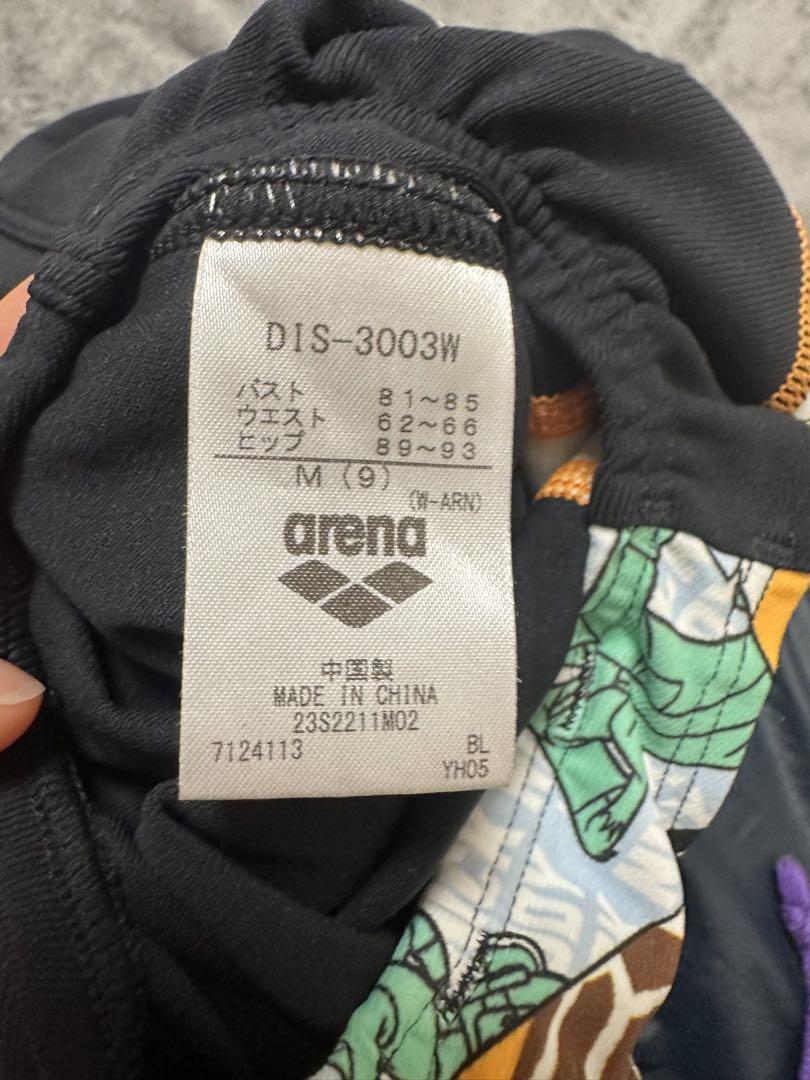 DIS-3003W
バスト 81~85
ウエスト 62~66
ヒップ 89~93
M (9)
(W-ARN)
arena
中国製
MADE IN CHINA
23S2211M02
7124113 BL
YH05